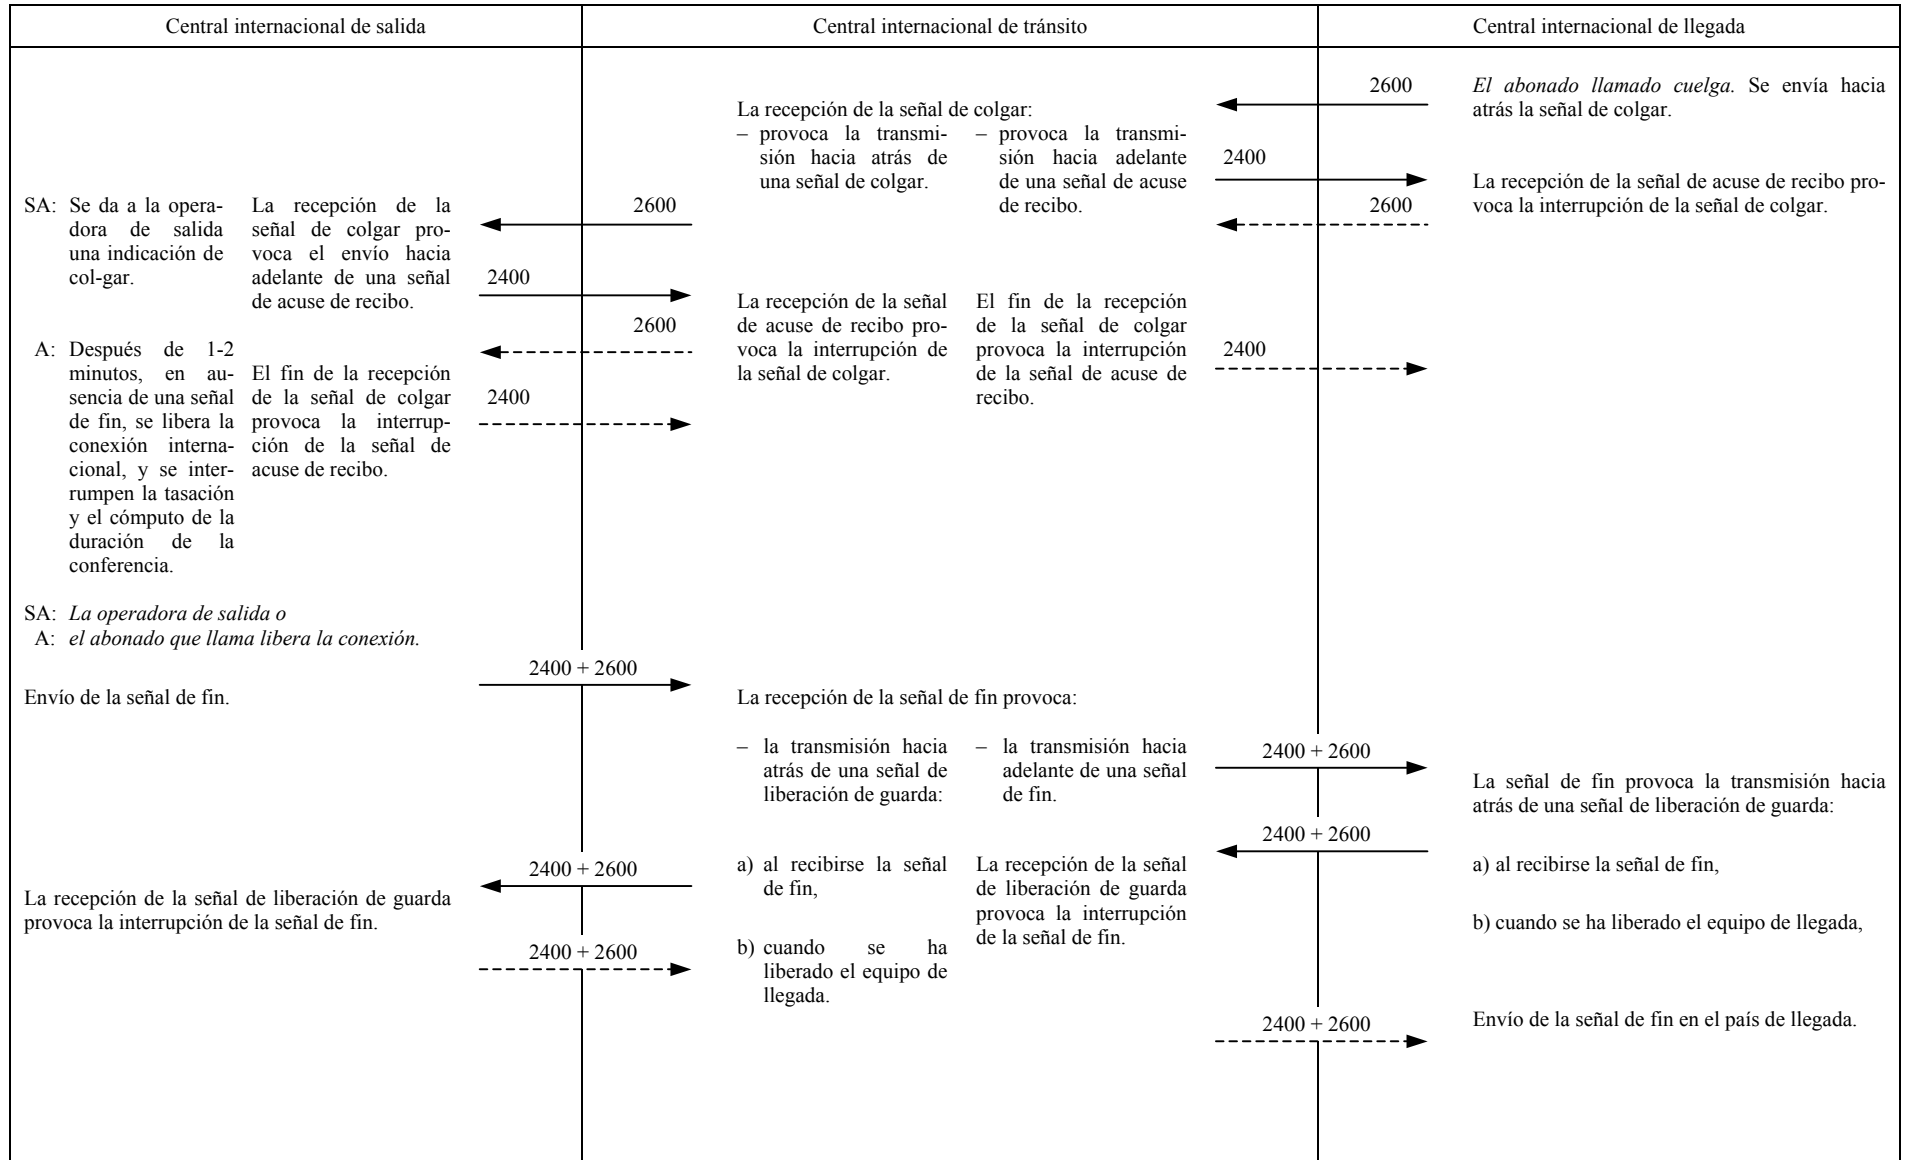 Central internacional de salida
Central internacional de tránsito
Central internacional de llegada
2600
El abonado llamado cuelga. Se envía hacia
atrás la señal de colgar.
La recepción de la señal de colgar:
– provoca la transmi-
sión hacia atrás de
una señal de colgar.
– provoca la transmi-
sión hacia adelante
de una señal de acuse
de recibo.
2400
La recepción de la señal de acuse de recibo pro-
voca la interrupción de la señal de colgar.
2600
SA: Se da a la opera-
dora de salida
una indicación de
col-gar.
La recepción de la
señal de colgar pro-
voca el envío hacia
adelante de una señal
de acuse de recibo.
2600
2400
La recepción de la señal
de acuse de recibo pro-
voca la interrupción de
la señal de colgar.
El fin de la recepción
de la señal de colgar
provoca la interrupción
de la señal de acuse de
recibo.
2600
2400
A: Después de 1-2
minutos, en au-
sencia de una señal
de fin, se libera la
conexión interna-
cional, y se inter-
rumpen la tasación
y el cómputo de la
duración de la
conferencia.
El fin de la recepción
de la señal de colgar
provoca la interrup-
ción de la señal de
acuse de recibo.
2400
SA: La operadora de salida o
A: el abonado que llama libera la conexión.
2400 + 2600
Envío de la señal de fin.
La recepción de la señal de fin provoca:
– la transmisión hacia
atrás de una señal de
liberación de guarda:
– la transmisión hacia
adelante de una señal
de fin.
2400 + 2600
La señal de fin provoca la transmisión hacia
atrás de una señal de liberación de guarda:
2400 + 2600
2400 + 2600
a) al recibirse la señal
de fin,
La recepción de la señal
de liberación de guarda
provoca la interrupción
de la señal de fin.
a) al recibirse la señal de fin,
La recepción de la señal de liberación de guarda
provoca la interrupción de la señal de fin.
b) cuando se ha liberado el equipo de llegada,
2400 + 2600
b) cuando se ha
liberado el equipo de
llegada.
2400 + 2600
Envío de la señal de fin en el país de llegada.